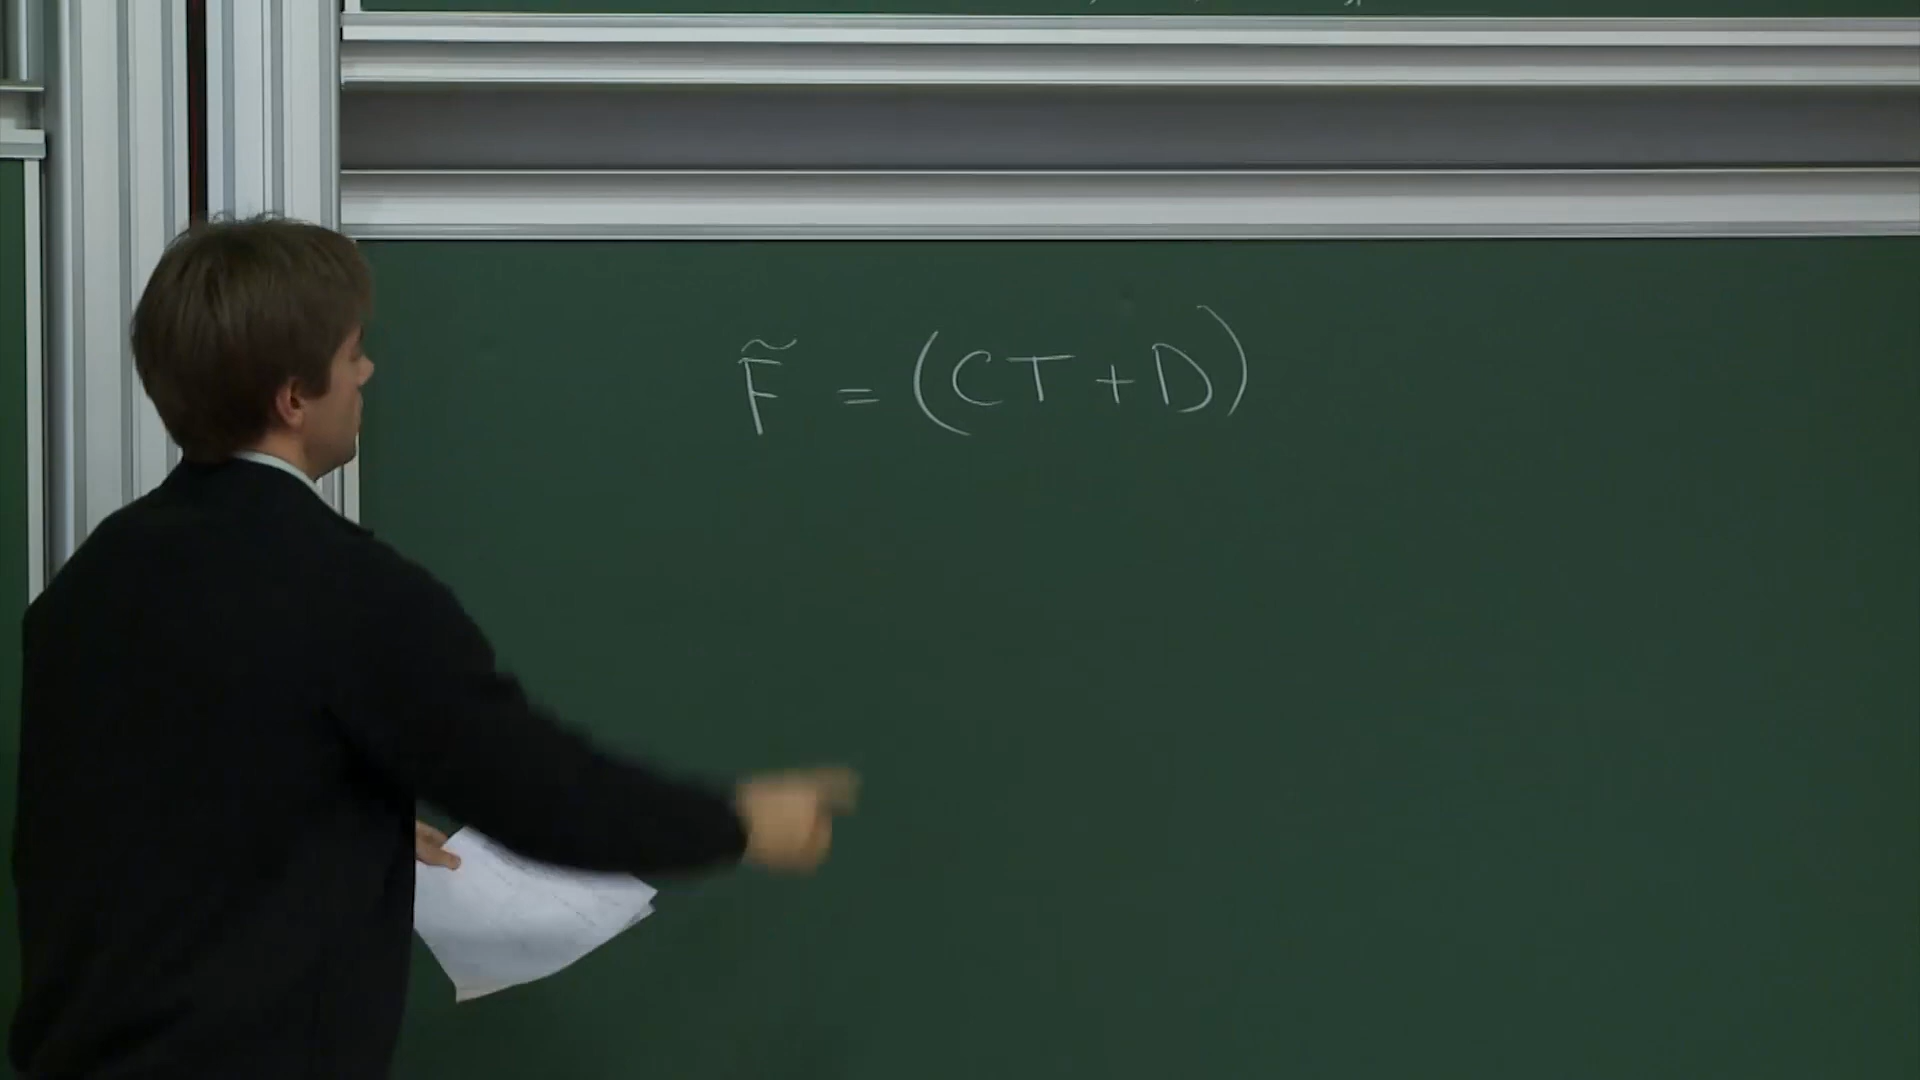 F̃ = (CT + D)